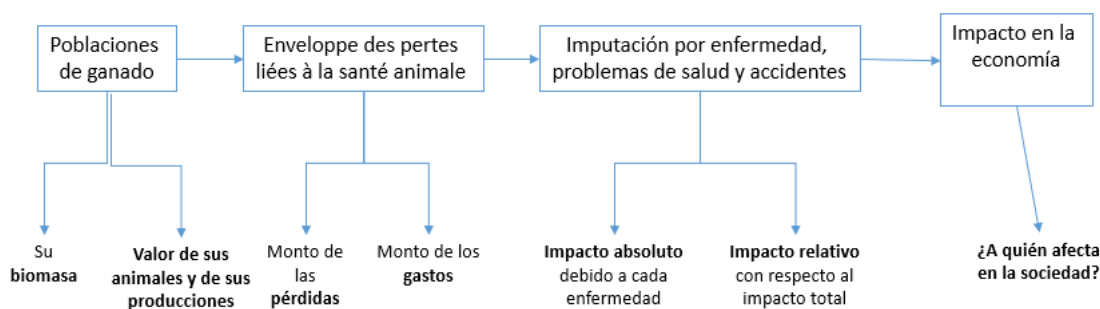 Poblaciones
de ganado
Enveloppe des pertes
liées à la santé animale
Imputación por enfermedad,
problemas de salud y accidentes
Impacto en la
economía
Su
biomasa
Valor de sus
animales y de sus
producciones
Monto de
las
pérdidas
Monto de los
gastos
Impacto absoluto
debido a cada
enfermedad
Impacto relativo
con respecto al
impacto total
¿A quién afecta
en la sociedad?